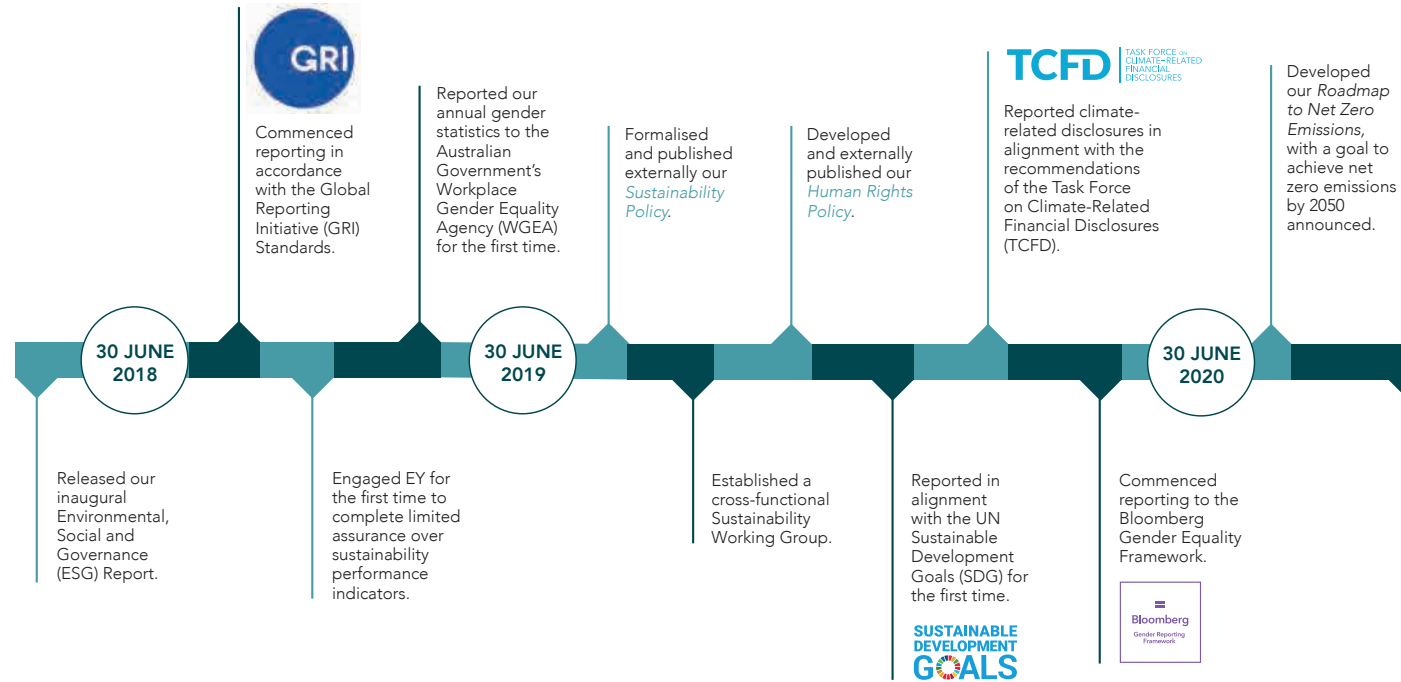 GRI
Commenced
reporting in
accordance
with the Global
Reporting
Initiative (GRI)
Standards.
Reported our
annual gender
statistics to the
Australian
Government’s
Workplace
Gender Equality
Agency (WGEA)
for the first time.
Formalised
and published
externally our
Sustainability
Policy.
Developed
and externally
published our
Human Rights
Policy.
TCFD
TASK FORCE ON
CLIMATE-RELATED
FINANCIAL
DISCLOSURES
Reported climate-
related disclosures in
alignment with the
recommendations
of the Task Force
on Climate-Related
Financial Disclosures
(TCFD).
Developed
our Roadmap
to Net Zero
Emissions,
with a goal to
achieve net
zero emissions
by 2050
announced.
30 JUNE
2018
30 JUNE
2019
30 JUNE
2020
Released our
inaugural
Environmental,
Social and
Governance
(ESG) Report.
Engaged EY for
the first time to
complete limited
assurance over
sustainability
performance
indicators.
Established a
cross-functional
Sustainability
Working Group.
Reported in
alignment
with the UN
Sustainable
Development
Goals (SDG) for
the first time.
SUSTAINABLE
DEVELOPMENT
GOALS
Commenced
reporting to the
Bloomberg
Gender Equality
Framework.
Bloomberg
Gender Reporting
Framework